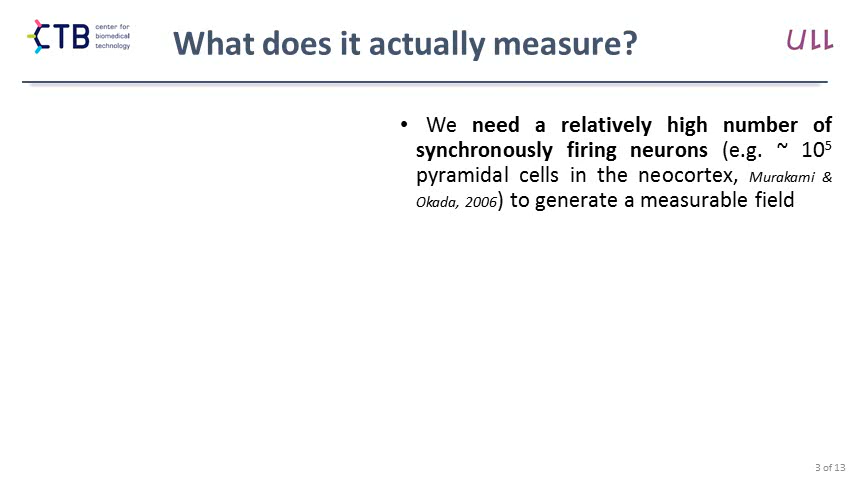 CTB
center for
biomedical
technology
What does it actually measure?
ULL
• We need a relatively high number of
synchronously firing neurons (e.g. ~ 10⁵
pyramidal cells in the neocortex, Murakami &
Okada, 2006) to generate a measurable field
3 of 13